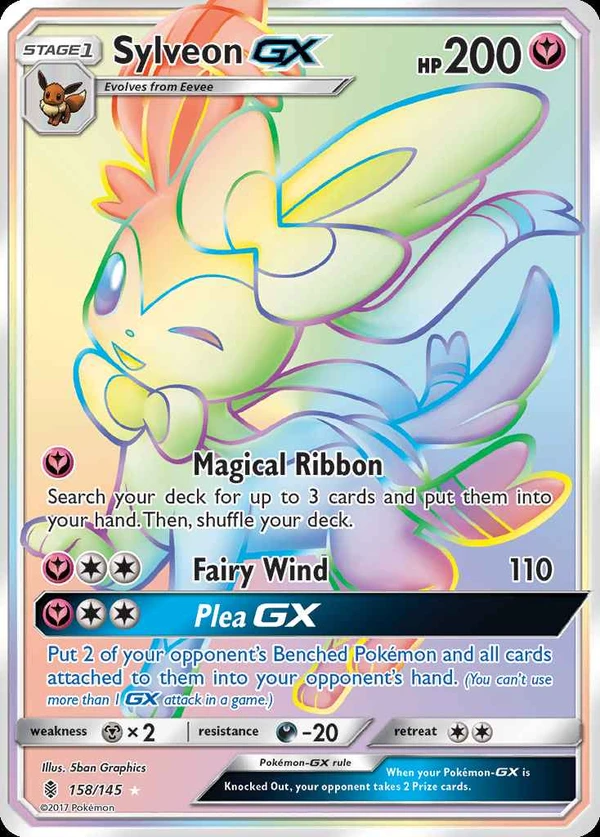 STAGE 1 Sylveon GX HP 200
Evolves from Eevee
Magical Ribbon
Search your deck for up to 3 cards and put them into
your hand. Then, shuffle your deck.
Fairy Wind 110
Plea GX
Put 2 of your opponent's Benched Pokémon and all cards
attached to them into your opponent's hand. (You can't use
more than 1 GX attack in a game.)
weakness ×2 resistance -20 retreat
Illus. 5ban Graphics
158/145
©2017 Pokémon
Pokémon-GX rule
When your Pokémon-GX is
Knocked Out, your opponent takes 2 Prize cards.